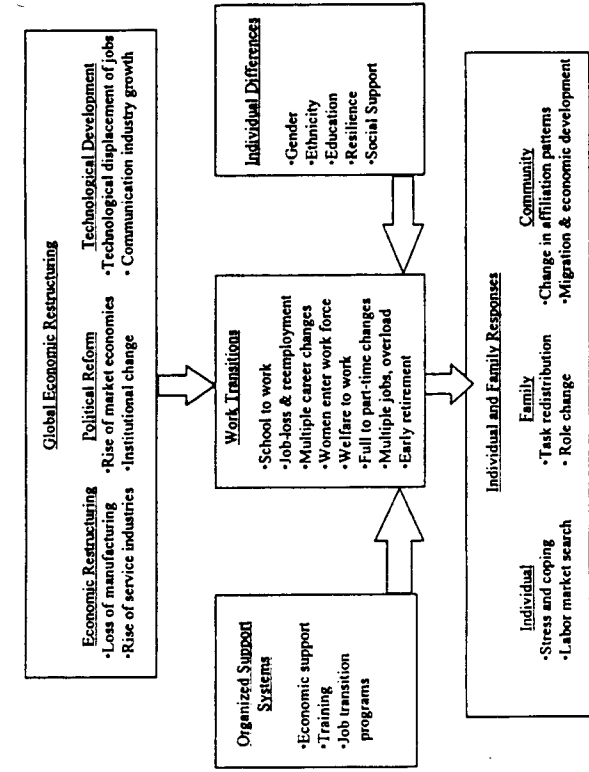 Global Economic Restructuring
Economic Restructuring
•Loss of manufacturing
•Rise of service industries
Political Reform
•Rise of market economies
•Institutional change
Technological Development
•Technological displacement of jobs
• Communication industry growth
Organized Support
Systems
•Economic support
•Training
•Job transition
programs
Work Transitions
•School to work
•Job-loss & reemployment
•Multiple career changes
•Women enter work force
•Welfare to work
•Full to part-time changes
•Multiple jobs, overload
•Early retirement
Individual Differences
•Gender
•Ethnicity
•Education
•Resilience
•Social Support
Individual and Family Responses
Individual
•Stress and coping
•Labor market search
Family
•Task redistribution
• Role change
Community
•Change in affiliation patterns
•Migration & economic development